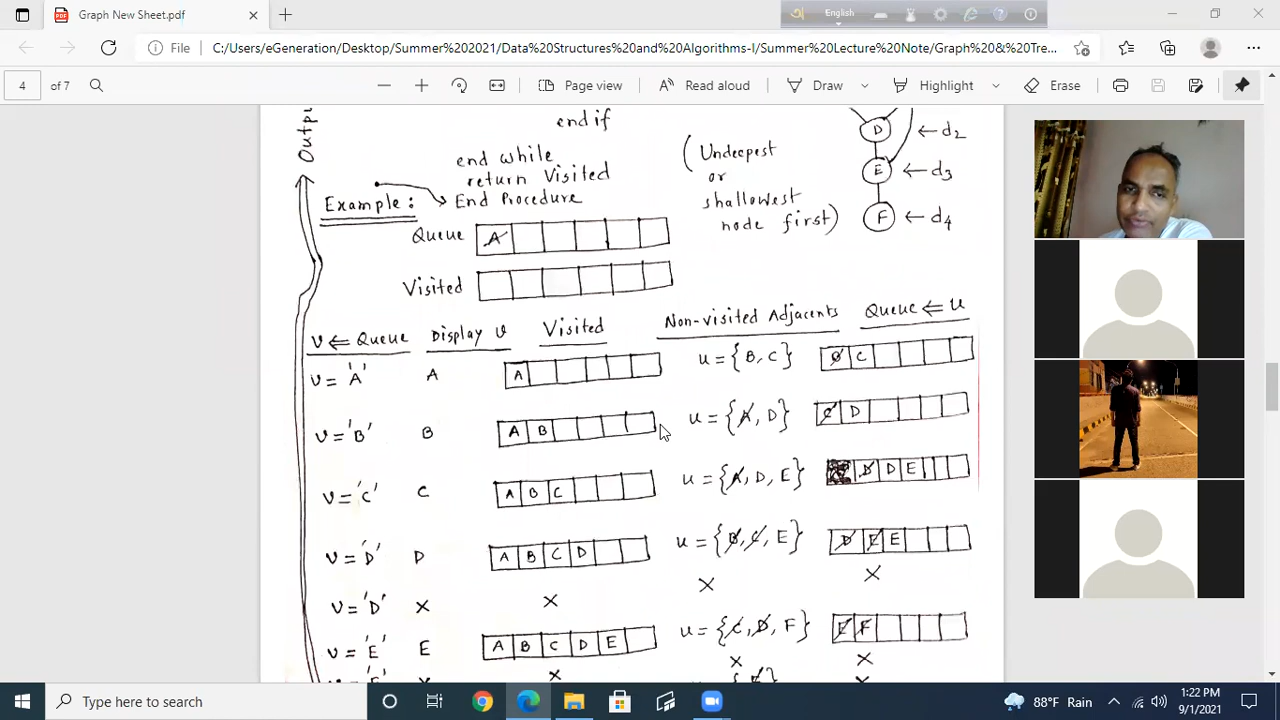 Graph New Sheet.pdf
English
File
C:/Users/eGeneration/Desktop/Summer%202021/Data%20Structures%20and%20Algorithms-I/Summer%20Lecture%20Note/Graph%20&%20Tre...
4 of 7
Page view
Read aloud
Draw
Highlight
Erase
Outpu
end if
end while
return Visited
End Procedure
(Undeepest
or
shallowest
node first)
D ← d2
E ← d3
F ← d4
Example:
Queue A
Visited
v ⇐ Queue Display v Visited Non-visited Adjacents Queue ⇐ u
v = 'A' A A u = {B, C} B C
v = 'B' B A B u = {A, D} C D
v = 'C' C A B C u = {A, D, E} D D E
v = 'D' D A B C D u = {B, C, E} D E E
v = 'D' X X X X
v = 'E' E A B C D E u = {C, D, F} E F
X X X
Type here to search
88°F Rain
1:22 PM
9/1/2021